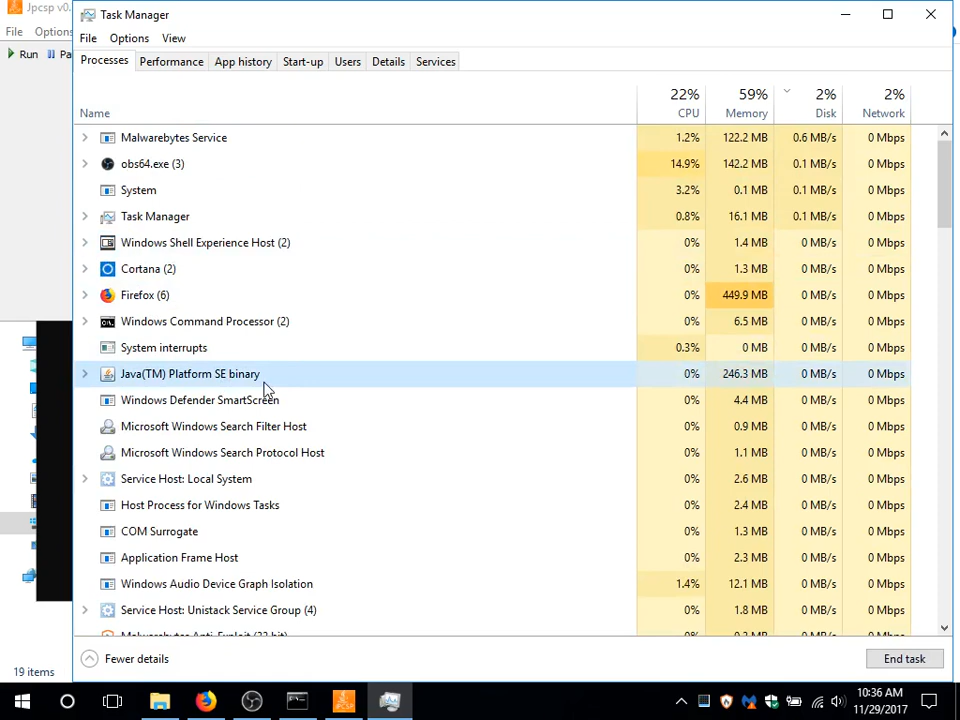 Jpcsp v0.
Task Manager
File Options
File Options View
Run Pa
Processes Performance App history Start-up Users Details Services
22% 59% 2% 2%
Name CPU Memory Disk Network
Malwarebytes Service 1.2% 122.2 MB 0.6 MB/s 0 Mbps
obs64.exe (3) 14.9% 142.2 MB 0.1 MB/s 0 Mbps
System 3.2% 0.1 MB 0.1 MB/s 0 Mbps
Task Manager 0.8% 16.1 MB 0.1 MB/s 0 Mbps
Windows Shell Experience Host (2) 0% 1.4 MB 0 MB/s 0 Mbps
Cortana (2) 0% 1.3 MB 0 MB/s 0 Mbps
Firefox (6) 0% 449.9 MB 0 MB/s 0 Mbps
Windows Command Processor (2) 0% 6.5 MB 0 MB/s 0 Mbps
System interrupts 0.3% 0 MB 0 MB/s 0 Mbps
Java(TM) Platform SE binary 0% 246.3 MB 0 MB/s 0 Mbps
Windows Defender SmartScreen 0% 4.4 MB 0 MB/s 0 Mbps
Microsoft Windows Search Filter Host 0% 0.9 MB 0 MB/s 0 Mbps
Microsoft Windows Search Protocol Host 0% 1.1 MB 0 MB/s 0 Mbps
Service Host: Local System 0% 2.6 MB 0 MB/s 0 Mbps
Host Process for Windows Tasks 0% 2.4 MB 0 MB/s 0 Mbps
COM Surrogate 0% 1.3 MB 0 MB/s 0 Mbps
Application Frame Host 0% 2.3 MB 0 MB/s 0 Mbps
Windows Audio Device Graph Isolation 1.4% 12.1 MB 0 MB/s 0 Mbps
Service Host: Unistack Service Group (4) 0% 1.8 MB 0 MB/s 0 Mbps
Malwarebytes Anti-Exploit (32 bit) 0% 0 MB/s 0 Mbps
Fewer details End task
19 items
JPCSP
10:36 AM
11/29/2017